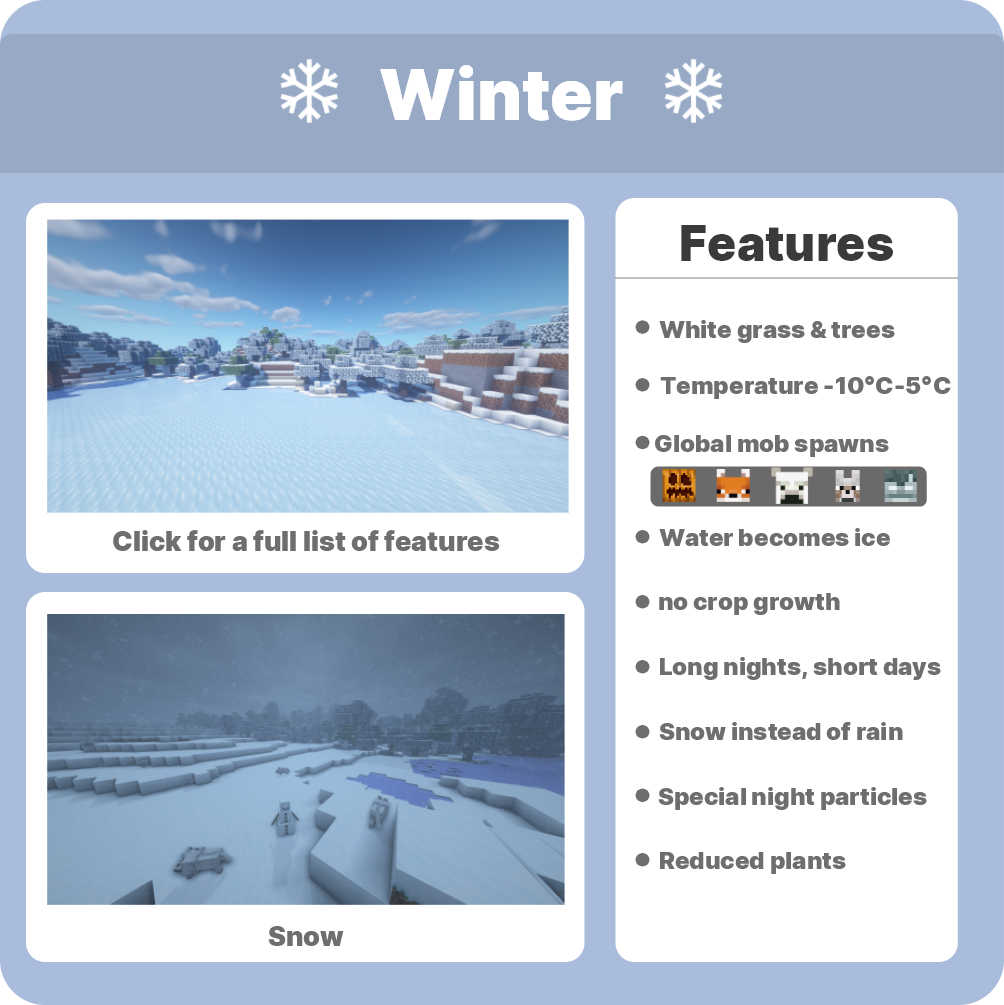 Winter
Click for a full list of features
Snow
Features
White grass & trees
Temperature -10°C-5°C
Global mob spawns
Water becomes ice
no crop growth
Long nights, short days
Snow instead of rain
Special night particles
Reduced plants